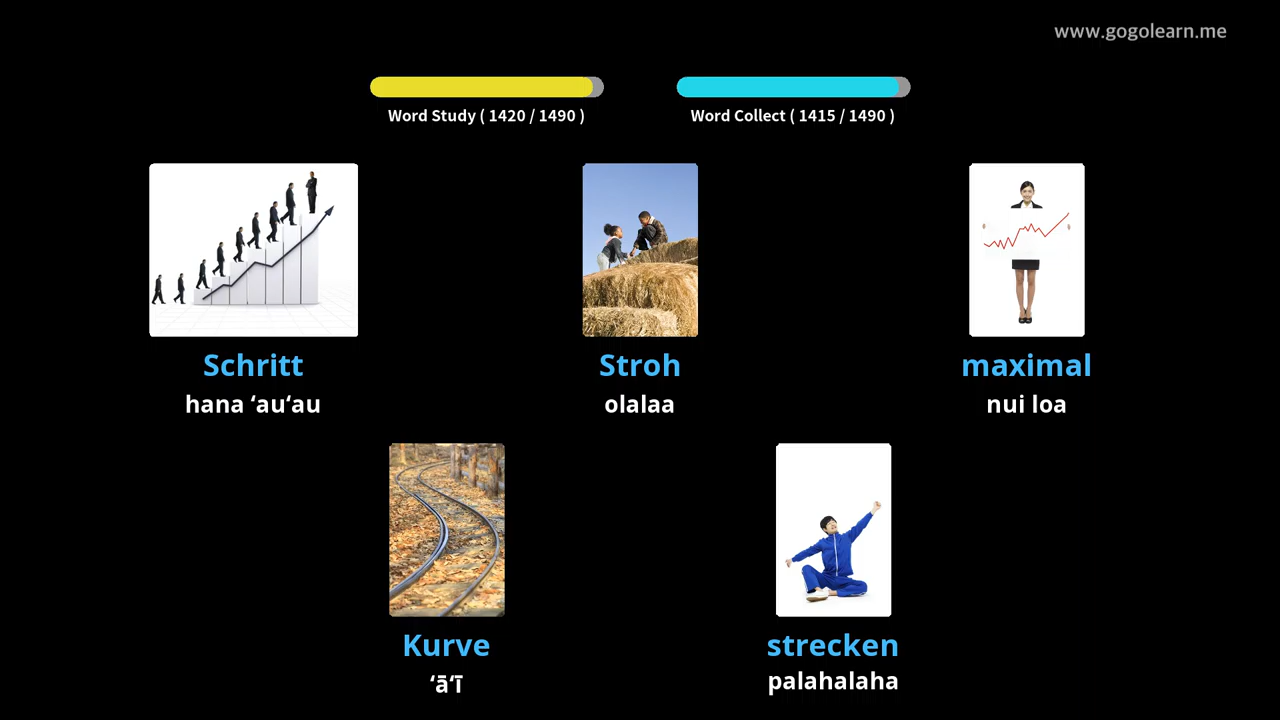 www.gogolearn.me
Word Study ( 1420 / 1490 )
Word Collect ( 1415 / 1490 )
Schritt
hana ʻauʻau
Stroh
olalaa
maximal
nui loa
Kurve
ʻāʻī
strecken
palahalaha